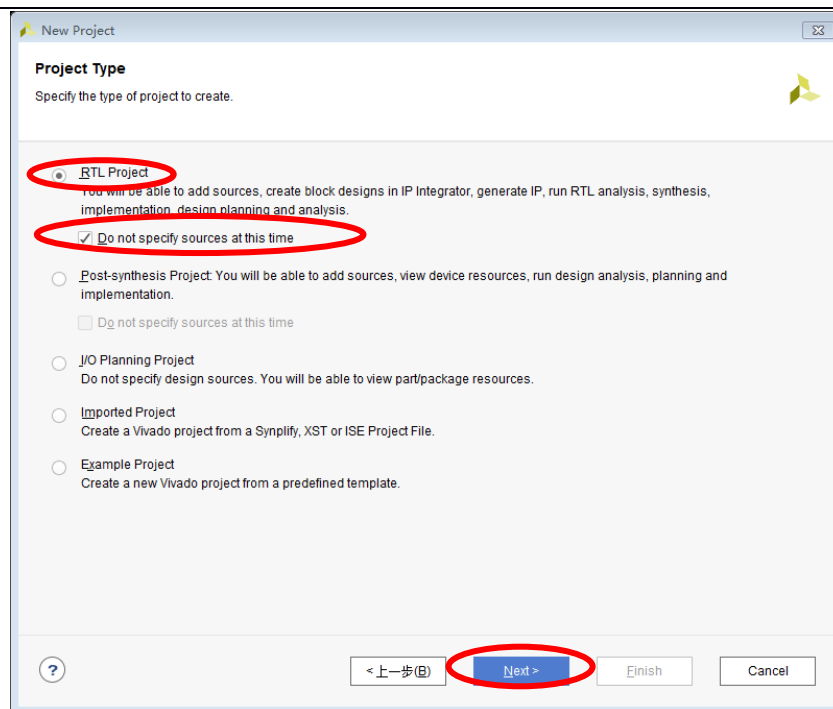 New Project
Project Type
Specify the type of project to create.
RTL Project
You will be able to add sources, create block designs in IP Integrator, generate IP, run RTL analysis, synthesis,
implementation, design planning and analysis.
Do not specify sources at this time
Post-synthesis Project: You will be able to add sources, view device resources, run design analysis, planning and
implementation.
Do not specify sources at this time
I/O Planning Project
Do not specify design sources. You will be able to view part/package resources.
Imported Project
Create a Vivado project from a Synplify, XST or ISE Project File.
Example Project
Create a new Vivado project from a predefined template.
? < 上一步(B) Next > Finish Cancel